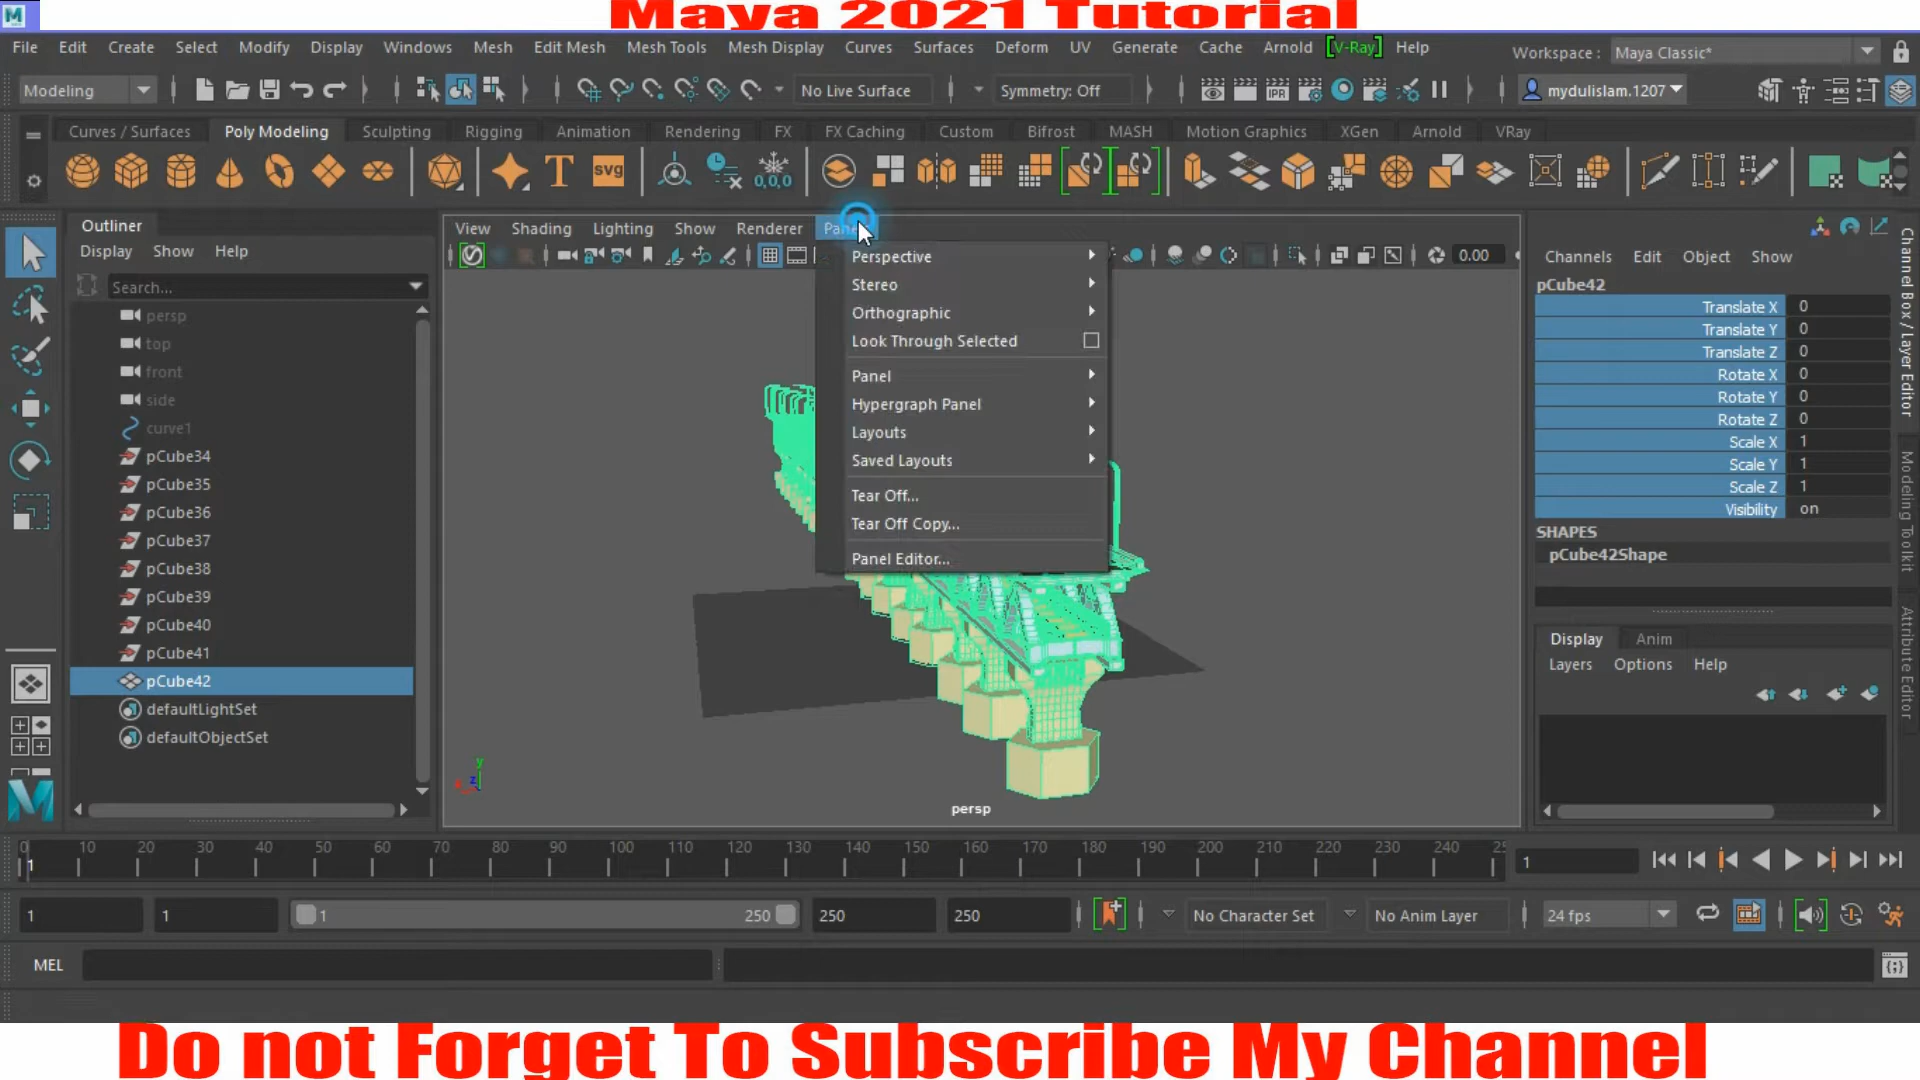 Maya 2021 Tutorial
File Edit Create Select Modify Display Windows Mesh Edit Mesh Mesh Tools Mesh Display Curves Surfaces Deform UV Generate Cache Arnold [V-Ray] Help Workspace : Maya Classic*
Modeling No Live Surface Symmetry: Off IPR mydulislam.1207
Curves / Surfaces Poly Modeling Sculpting Rigging Animation Rendering FX FX Caching Custom Bifrost MASH Motion Graphics XGen Arnold VRay
T svg 0,0,0
Outliner
Display Show Help
Search...
persp
top
front
side
curve1
pCube34
pCube35
pCube36
pCube37
pCube38
pCube39
pCube40
pCube41
pCube42
defaultLightSet
defaultObjectSet
View Shading Lighting Show Renderer
0.00
Perspective
Stereo
Orthographic
Look Through Selected
Panel
Hypergraph Panel
Layouts
Saved Layouts
Tear Off...
Tear Off Copy...
Panel Editor...
y
z
persp
Channels Edit Object Show
pCube42
Translate X 0
Translate Y 0
Translate Z 0
Rotate X 0
Rotate Y 0
Rotate Z 0
Scale X 1
Scale Y 1
Scale Z 1
Visibility on
SHAPES
pCube42Shape
Display Anim
Layers Options Help
Channel Box / Layer Editor
Modeling Toolkit
Attribute Editor
0 10 20 30 40 50 60 70 80 90 100 110 120 130 140 150 160 170 180 190 200 210 220 230 240 25
1 1
1 1 1 250 250 250 No Character Set No Anim Layer 24 fps
MEL
Do not Forget To Subscribe My Channel